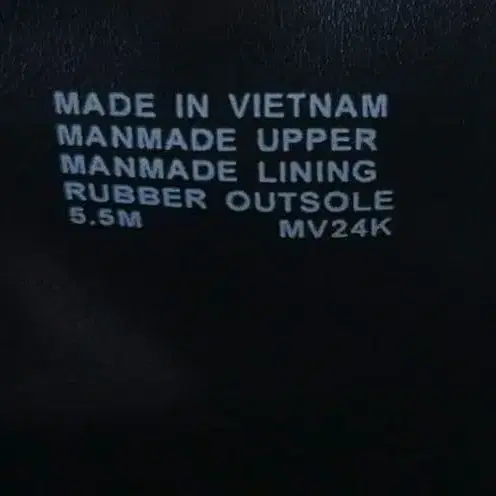 MADE IN VIETNAM
MANMADE UPPER
MANMADE LINING
RUBBER OUTSOLE
5.5M MV24K